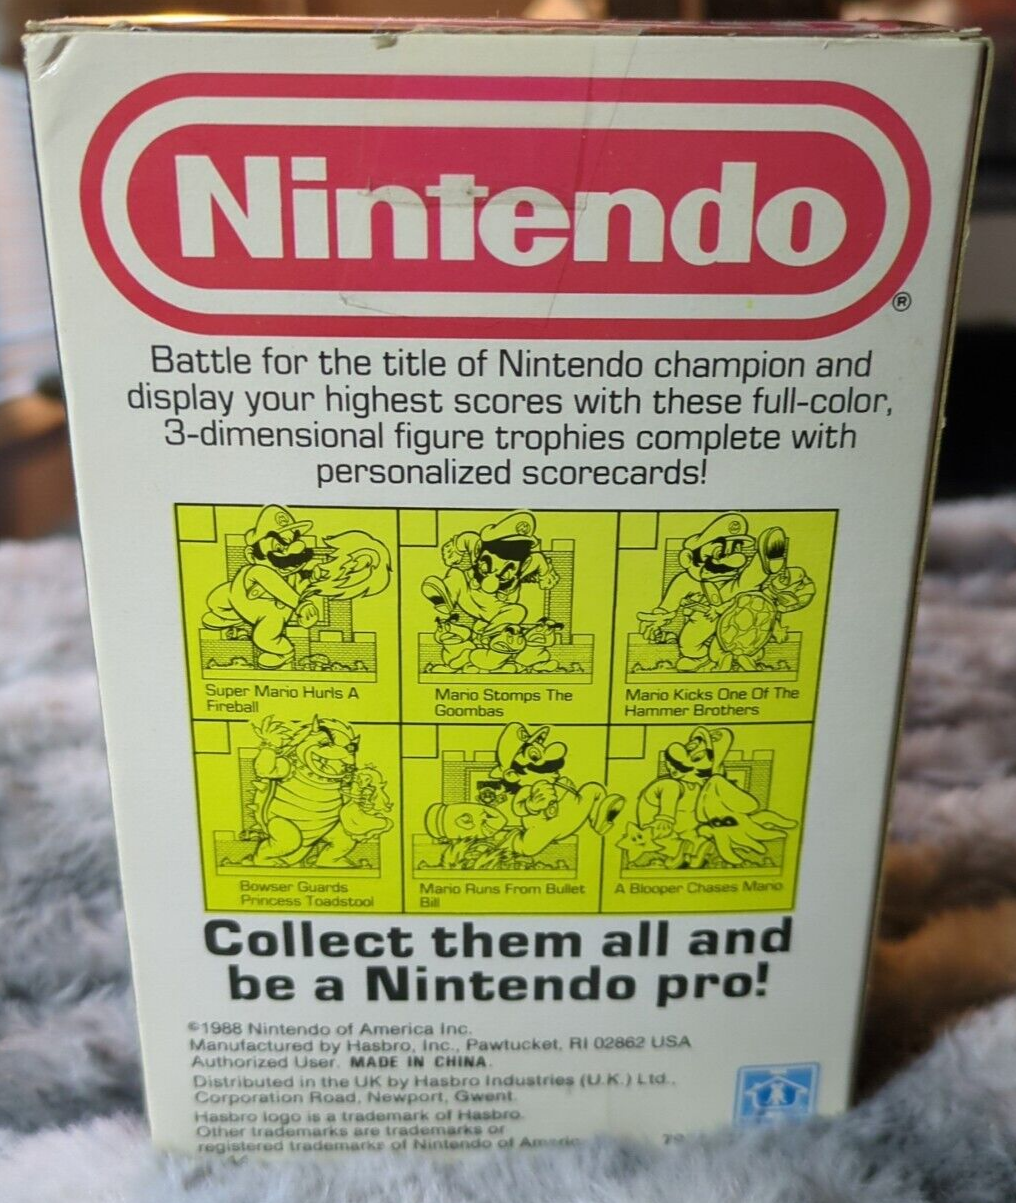 Nintendo
®
Battle for the title of Nintendo champion and
display your highest scores with these full-color,
3-dimensional figure trophies complete with
personalized scorecards!
Super Mario Hurls A
Fireball
Mario Stomps The
Goombas
Mario Kicks One Of The
Hammer Brothers
Bowser Guards
Princess Toadstool
Mario Runs From Bullet
Bill
A Blooper Chases Mario
Collect them all and
be a Nintendo pro!
©1988 Nintendo of America Inc.
Manufactured by Hasbro, Inc., Pawtucket, RI 02862 USA
Authorized User. MADE IN CHINA.
Distributed in the UK by Hasbro Industries (U.K.) Ltd.,
Corporation Road, Newport, Gwent.
Hasbro logo is a trademark of Hasbro.
Other trademarks are trademarks or
registered trademarks of Nintendo of